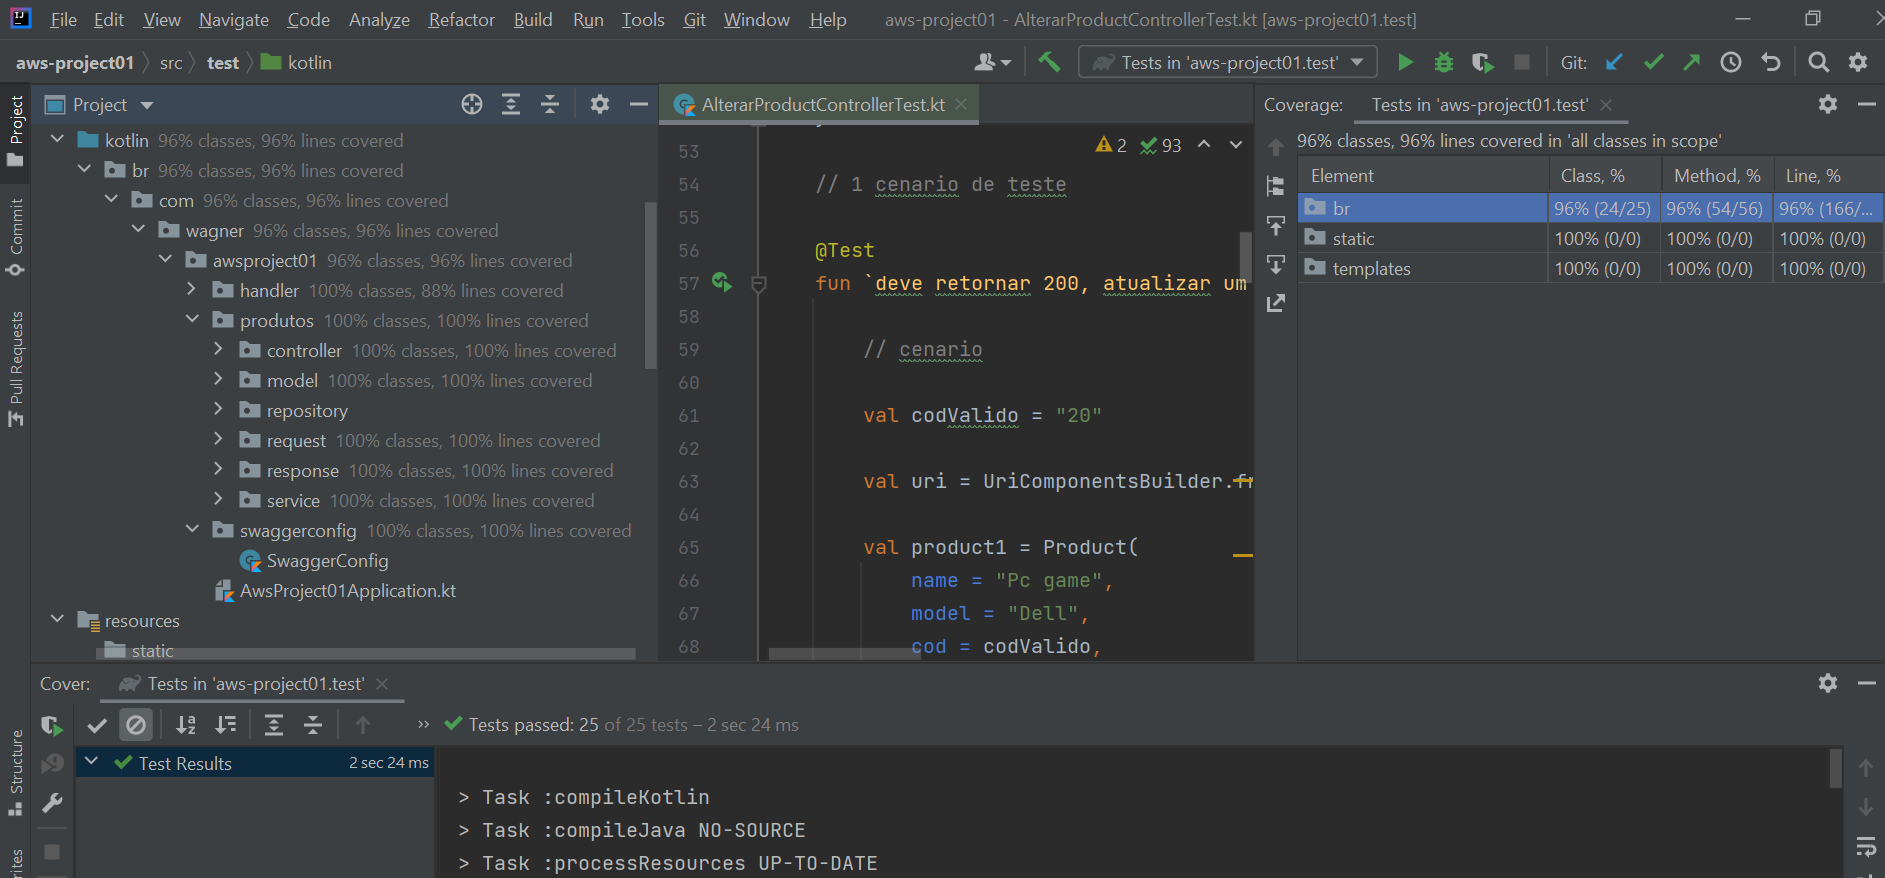 File Edit View Navigate Code Analyze Refactor Build Run Tools Git Window Help aws-project01 - AlterarProductControllerTest.kt [aws-project01.test]
aws-project01 src test kotlin Tests in 'aws-project01.test' Git:
Project
Commit
Pull Requests
Structure
Project
kotlin 96% classes, 96% lines covered
br 96% classes, 96% lines covered
com 96% classes, 96% lines covered
wagner 96% classes, 96% lines covered
awsproject01 96% classes, 96% lines covered
handler 100% classes, 88% lines covered
produtos 100% classes, 100% lines covered
controller 100% classes, 100% lines covered
model 100% classes, 100% lines covered
repository
request 100% classes, 100% lines covered
response 100% classes, 100% lines covered
service 100% classes, 100% lines covered
swaggerconfig 100% classes, 100% lines covered
SwaggerConfig
AwsProject01Application.kt
resources
static
AlterarProductControllerTest.kt
2 93
53
54 // 1 cenario de teste
55
56 @Test
57 fun `deve retornar 200, atualizar um
58
59 // cenario
60
61 val codValido = "20"
62
63 val uri = UriComponentsBuilder.fr
64
65 val product1 = Product(
66 name = "Pc game",
67 model = "Dell",
68 cod = codValido,
Coverage: Tests in 'aws-project01.test'
96% classes, 96% lines covered in 'all classes in scope'
Element Class, % Method, % Line, %
br 96% (24/25) 96% (54/56) 96% (166/...
static 100% (0/0) 100% (0/0) 100% (0/0)
templates 100% (0/0) 100% (0/0) 100% (0/0)
Cover: Tests in 'aws-project01.test'
Tests passed: 25 of 25 tests – 2 sec 24 ms
Test Results 2 sec 24 ms
> Task :compileKotlin
> Task :compileJava NO-SOURCE
> Task :processResources UP-TO-DATE